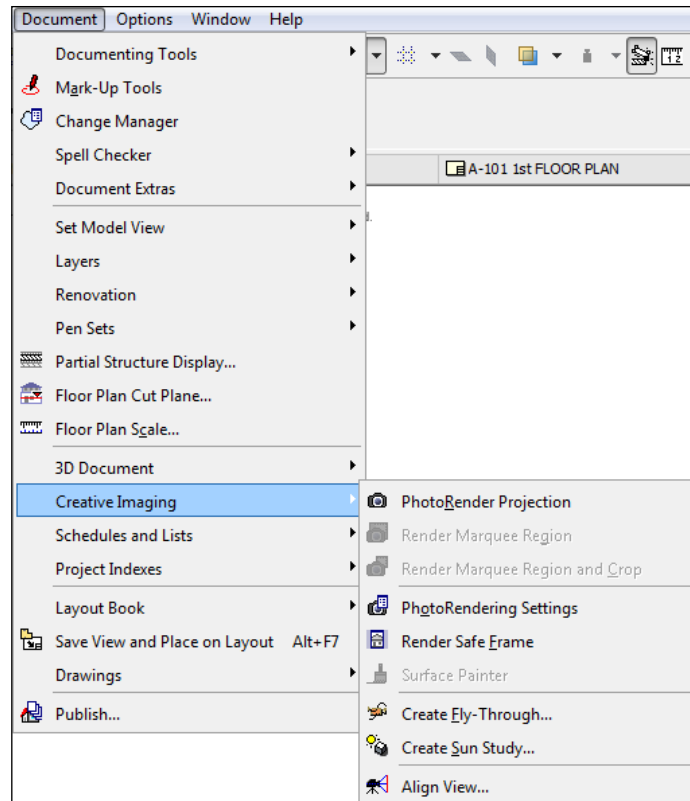 Document Options Window Help
Documenting Tools
Mark-Up Tools
Change Manager
Spell Checker
Document Extras
A-101 1st FLOOR PLAN
Set Model View
Layers
Renovation
Pen Sets
Partial Structure Display...
Floor Plan Cut Plane...
Floor Plan Scale...
3D Document
Creative Imaging
Schedules and Lists
Project Indexes
Layout Book
Save View and Place on Layout Alt+F7
Drawings
Publish...
PhotoRender Projection
Render Marquee Region
Render Marquee Region and Crop
PhotoRendering Settings
Render Safe Frame
Surface Painter
Create Fly-Through...
Create Sun Study...
Align View...